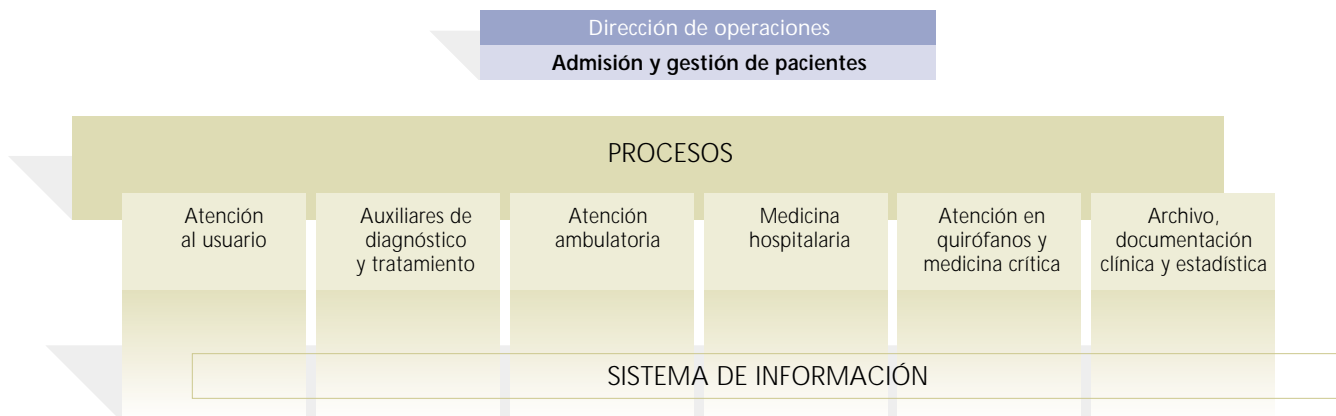 Dirección de operaciones
Admisión y gestión de pacientes
PROCESOS
Atención
al usuario
Auxiliares de
diagnóstico
y tratamiento
Atención
ambulatoria
Medicina
hospitalaria
Atención en
quirófanos y
medicina crítica
Archivo,
documentación
clínica y estadística
SISTEMA DE INFORMACIÓN